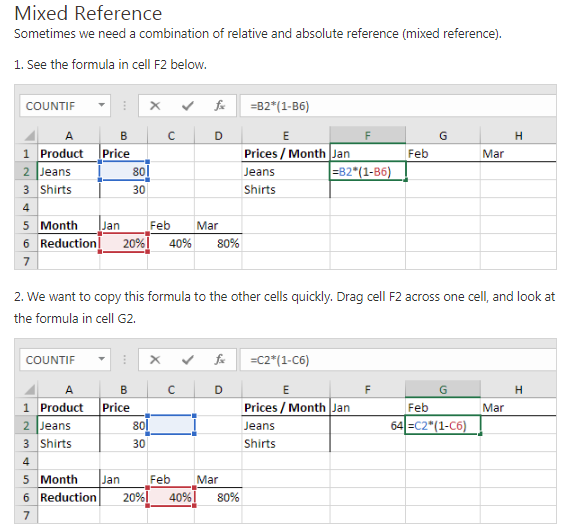 Mixed Reference
Sometimes we need a combination of relative and absolute reference (mixed reference).
1. See the formula in cell F2 below.
COUNTIF fx =B2*(1-B6)
A B C D E F G H
1 Product Price Prices / Month Jan Feb Mar
2 Jeans 80 Jeans =B2*(1-B6)
3 Shirts 30 Shirts
4
5 Month Jan Feb Mar
6 Reduction 20% 40% 80%
7
2. We want to copy this formula to the other cells quickly. Drag cell F2 across one cell, and look at
the formula in cell G2.
COUNTIF fx =C2*(1-C6)
A B C D E F G H
1 Product Price Prices / Month Jan Feb Mar
2 Jeans 80 Jeans 64 =C2*(1-C6)
3 Shirts 30 Shirts
4
5 Month Jan Feb Mar
6 Reduction 20% 40% 80%
7